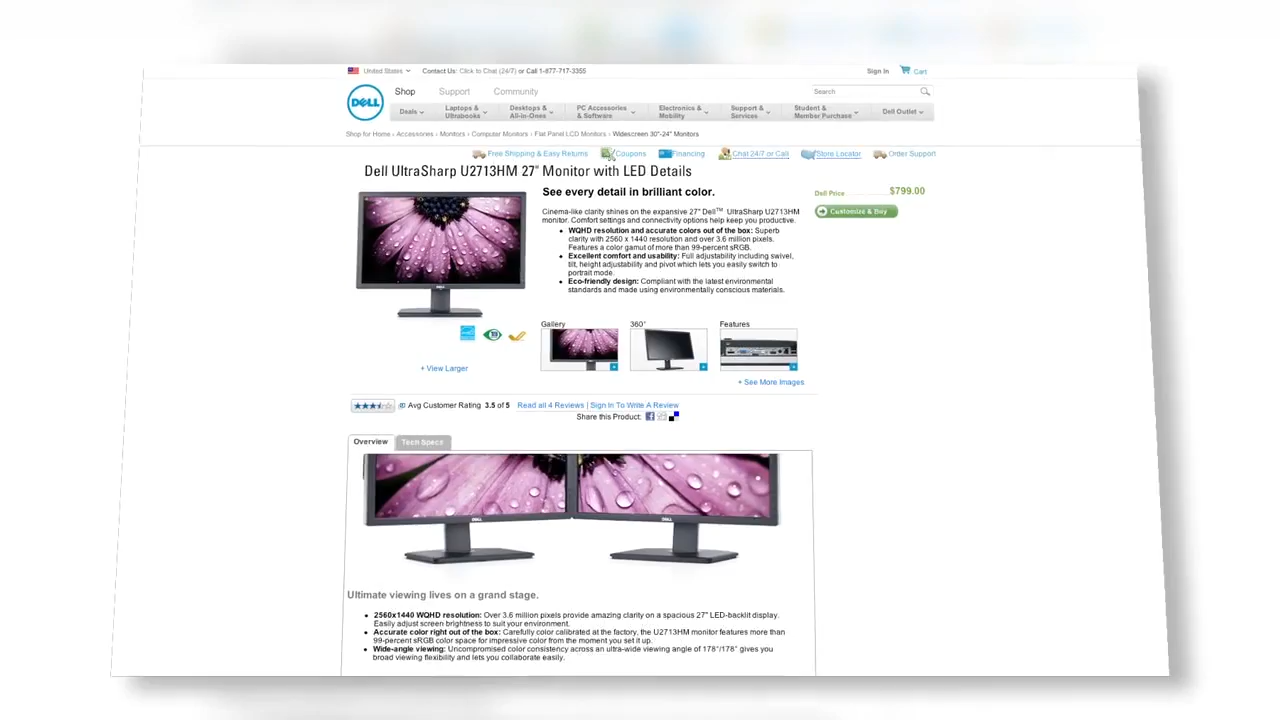 United States
Contact Us: Click to Chat (24/7) or Call 1-877-717-3355
Sign In
Cart
DELL
Shop
Support
Community
Search
Deals
Laptops & Ultrabooks
Desktops & All-in-Ones
PC Accessories & Software
Electronics & Mobility
Support & Services
Student & Member Purchase
Dell Outlet
Shop for Home › Accessories › Monitors › Computer Monitors › Flat Panel LCD Monitors › Widescreen 30"-24" Monitors
Free Shipping & Easy Returns
Coupons
Financing
Chat 24/7 or Call
Store Locator
Order Support
Dell UltraSharp U2713HM 27" Monitor with LED Details
See every detail in brilliant color.
Dell Price
$799.00
Customize & Buy
Cinema-like clarity shines on the expansive 27" Dell™ UltraSharp U2713HM
monitor. Comfort settings and connectivity options help keep you productive.
• WQHD resolution and accurate colors out of the box: Superb
clarity with 2560 x 1440 resolution and over 3.6 million pixels.
Features a color gamut of more than 99-percent sRGB.
• Excellent comfort and usability: Full adjustability including swivel,
tilt, height adjustability and pivot which lets you easily switch to
portrait mode.
• Eco-friendly design: Compliant with the latest environmental
standards and made using environmentally conscious materials.
Gallery
360°
Features
+ View Larger
+ See More Images
Avg Customer Rating 3.5 of 5 Read all 4 Reviews | Sign In To Write A Review
Share this Product:
Overview
Tech Specs
DELL
DELL
Ultimate viewing lives on a grand stage.
• 2560x1440 WQHD resolution: Over 3.6 million pixels provide amazing clarity on a spacious 27" LED-backlit display.
Easily adjust screen brightness to suit your environment.
• Accurate color right out of the box: Carefully color calibrated at the factory, the U2713HM monitor features more than
99-percent sRGB color space for impressive color from the moment you set it up.
• Wide-angle viewing: Uncompromised color consistency across an ultra-wide viewing angle of 178°/178° gives you
broad viewing flexibility and lets you collaborate easily.